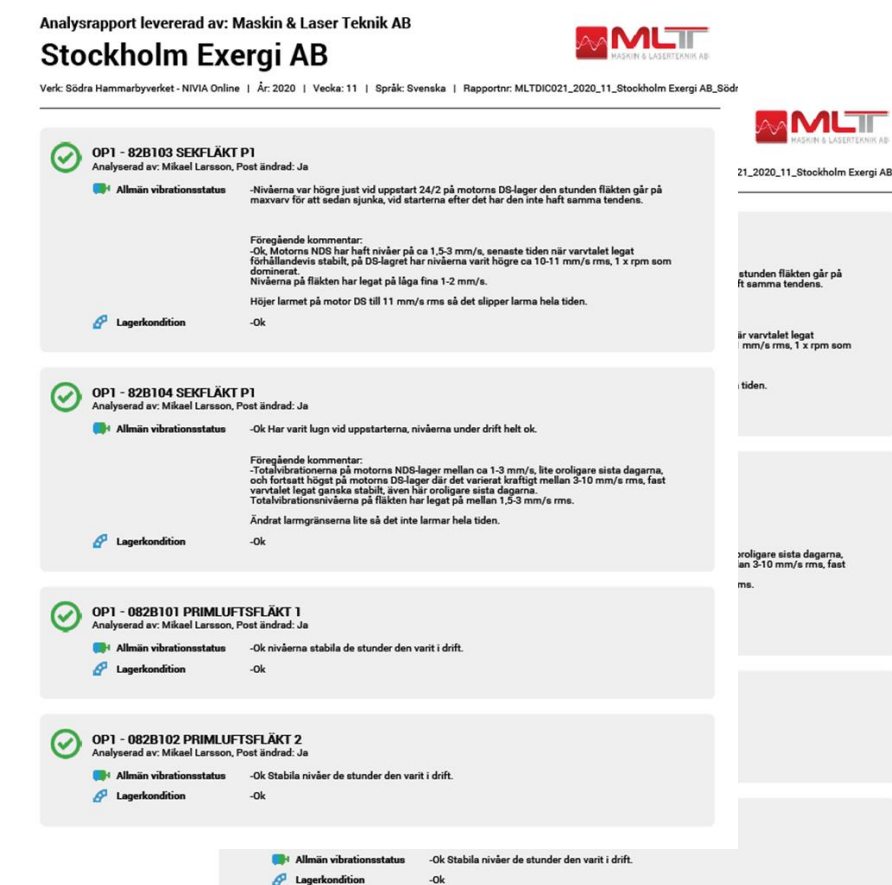 Analysrapport levererad av: Maskin & Laser Teknik AB
Stockholm Exergi AB
MLT
MASKIN & LASERTEKNIK AB
Verk: Södra Hammarbyverket - NIVIA Online | År: 2020 | Vecka: 11 | Språk: Svenska | Rapportnr: MLTDIC021_2020_11_Stockholm Exergi AB_Södr
OP1 - 82B103 SEKFLÄKT P1
Analyserad av: Mikael Larsson, Post ändrad: Ja
Allmän vibrationsstatus -Nivåerna var högre just vid uppstart 24/2 på motorns DS-lager den stunden fläkten går på
maxvarv för att sedan sjunka, vid starterna efter det har den inte haft samma tendens.
Föregående kommentar:
-Ok, Motorns NDS har haft nivåer på ca 1,5-3 mm/s, senaste tiden när varvtalet legat
förhållandevis stabilt, på DS-lagret har nivåerna varit högre ca 10-11 mm/s rms, 1 x rpm som
dominerat.
Nivåerna på fläkten har legat på låga fina 1-2 mm/s.
Höjer larmet på motor DS till 11 mm/s rms så det slipper larma hela tiden.
Lagerkondition -Ok
OP1 - 82B104 SEKFLÄKT P1
Analyserad av: Mikael Larsson, Post ändrad: Ja
Allmän vibrationsstatus -Ok Har varit lugn vid uppstarterna, nivåerna under drift helt ok.
Föregående kommentar:
-Totalvibrationerna på motorns NDS-lager mellan ca 1-3 mm/s, lite oroligare sista dagarna,
och fortsatt högst på motorns DS-lager där det varierat kraftigt mellan 3-10 mm/s rms, fast
varvtalet legat ganska stabilt, även här oroligare sista dagarna.
Totalvibrationsnivåerna på fläkten har legat på mellan 1,5-3 mm/s rms.
Ändrat larmgränserna lite så det inte larmar hela tiden.
Lagerkondition -Ok
OP1 - 082B101 PRIMLUFTSFLÄKT 1
Analyserad av: Mikael Larsson, Post ändrad: Ja
Allmän vibrationsstatus -Ok nivåerna stabila de stunder den varit i drift.
Lagerkondition -Ok
OP1 - 082B102 PRIMLUFTSFLÄKT 2
Analyserad av: Mikael Larsson, Post ändrad: Ja
Allmän vibrationsstatus -Ok Stabila nivåer de stunder den varit i drift.
Lagerkondition -Ok
MLT
MASKIN & LASERTEKNIK AB
21_2020_11_Stockholm Exergi AB
stunden fläkten går på
ft samma tendens.
är varvtalet legat
mm/s rms, 1 x rpm som
tiden.
oroligare sista dagarna,
an 3-10 mm/s rms, fast
ms.
Allmän vibrationsstatus -Ok Stabila nivåer de stunder den varit i drift.
Lagerkondition -Ok